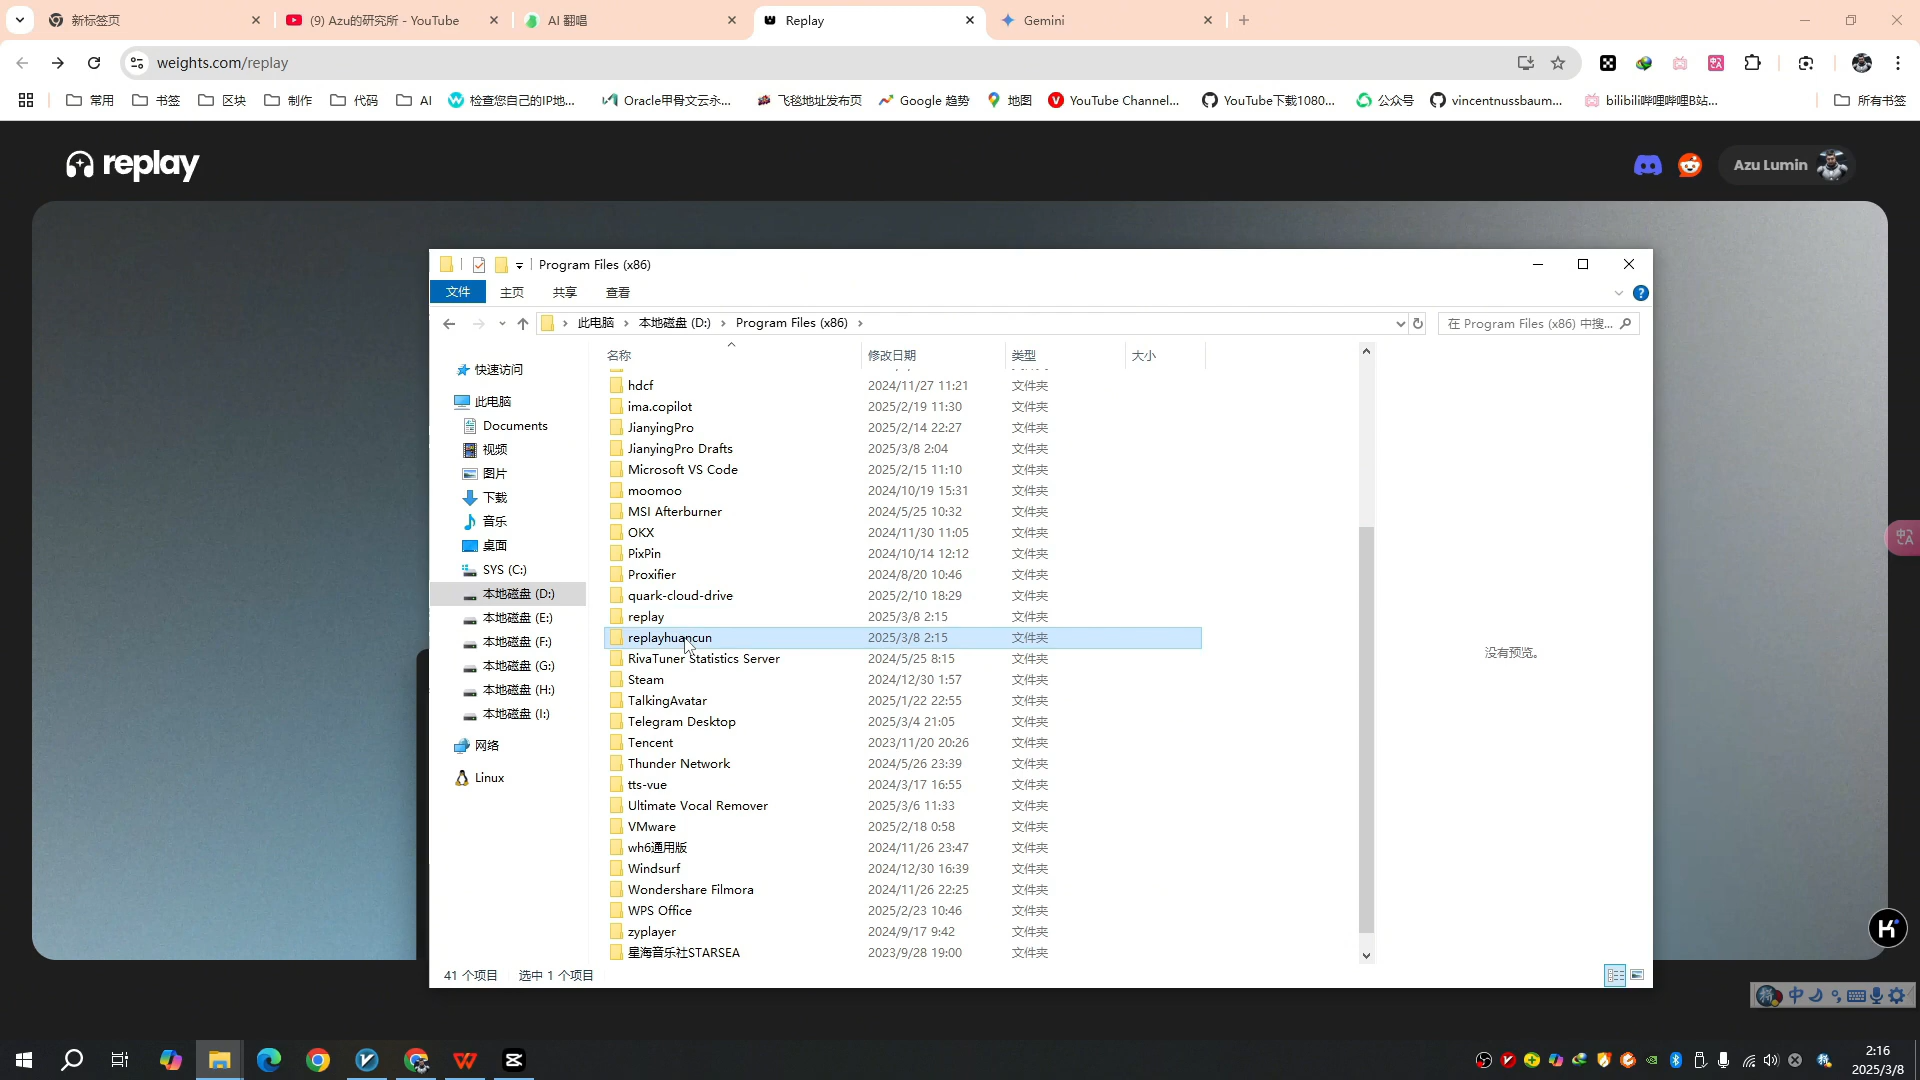 新标签页
(9) Azu的研究所 - YouTube
AI 翻唱
Replay
Gemini
weights.com/replay
常用
书签
区块
制作
代码
AI
检查您自己的IP地...
Oracle甲骨文云永...
飞毯地址发布页
Google 趋势
地图
YouTube Channel...
YouTube下载1080...
公众号
vincentnussbaum...
bilibili哔哩哔哩B站...
所有书签
replay
Azu Lumin
Program Files (x86)
文件
主页
共享
查看
此电脑
本地磁盘 (D:)
Program Files (x86)
在 Program Files (x86) 中搜...
名称
修改日期
类型
大小
快速访问
此电脑
Documents
视频
图片
下载
音乐
桌面
SYS (C:)
本地磁盘 (D:)
本地磁盘 (E:)
本地磁盘 (F:)
本地磁盘 (G:)
本地磁盘 (H:)
本地磁盘 (I:)
网络
Linux
hdcf 2024/11/27 11:21 文件夹
ima.copilot 2025/2/19 11:30 文件夹
JianyingPro 2025/2/14 22:27 文件夹
JianyingPro Drafts 2025/3/8 2:04 文件夹
Microsoft VS Code 2025/2/15 11:10 文件夹
moomoo 2024/10/19 15:31 文件夹
MSI Afterburner 2024/5/25 10:32 文件夹
OKX 2024/11/30 11:05 文件夹
PixPin 2024/10/14 12:12 文件夹
Proxifier 2024/8/20 10:46 文件夹
quark-cloud-drive 2025/2/10 18:29 文件夹
replay 2025/3/8 2:15 文件夹
replayhuancun 2025/3/8 2:15 文件夹
RivaTuner Statistics Server 2024/5/25 8:15 文件夹
Steam 2024/12/30 1:57 文件夹
TalkingAvatar 2025/1/22 22:55 文件夹
Telegram Desktop 2025/3/4 21:05 文件夹
Tencent 2023/11/20 20:26 文件夹
Thunder Network 2024/5/26 23:39 文件夹
tts-vue 2024/3/17 16:55 文件夹
Ultimate Vocal Remover 2025/3/6 11:33 文件夹
VMware 2025/2/18 0:58 文件夹
wh6通用版 2024/11/26 23:47 文件夹
Windsurf 2024/12/30 16:39 文件夹
Wondershare Filmora 2024/11/26 22:25 文件夹
WPS Office 2025/2/23 10:46 文件夹
zyplayer 2024/9/17 9:42 文件夹
星海音乐社STARSEA 2023/9/28 19:00 文件夹
没有预览。
41 个项目
选中 1 个项目
中
2:16
2025/3/8